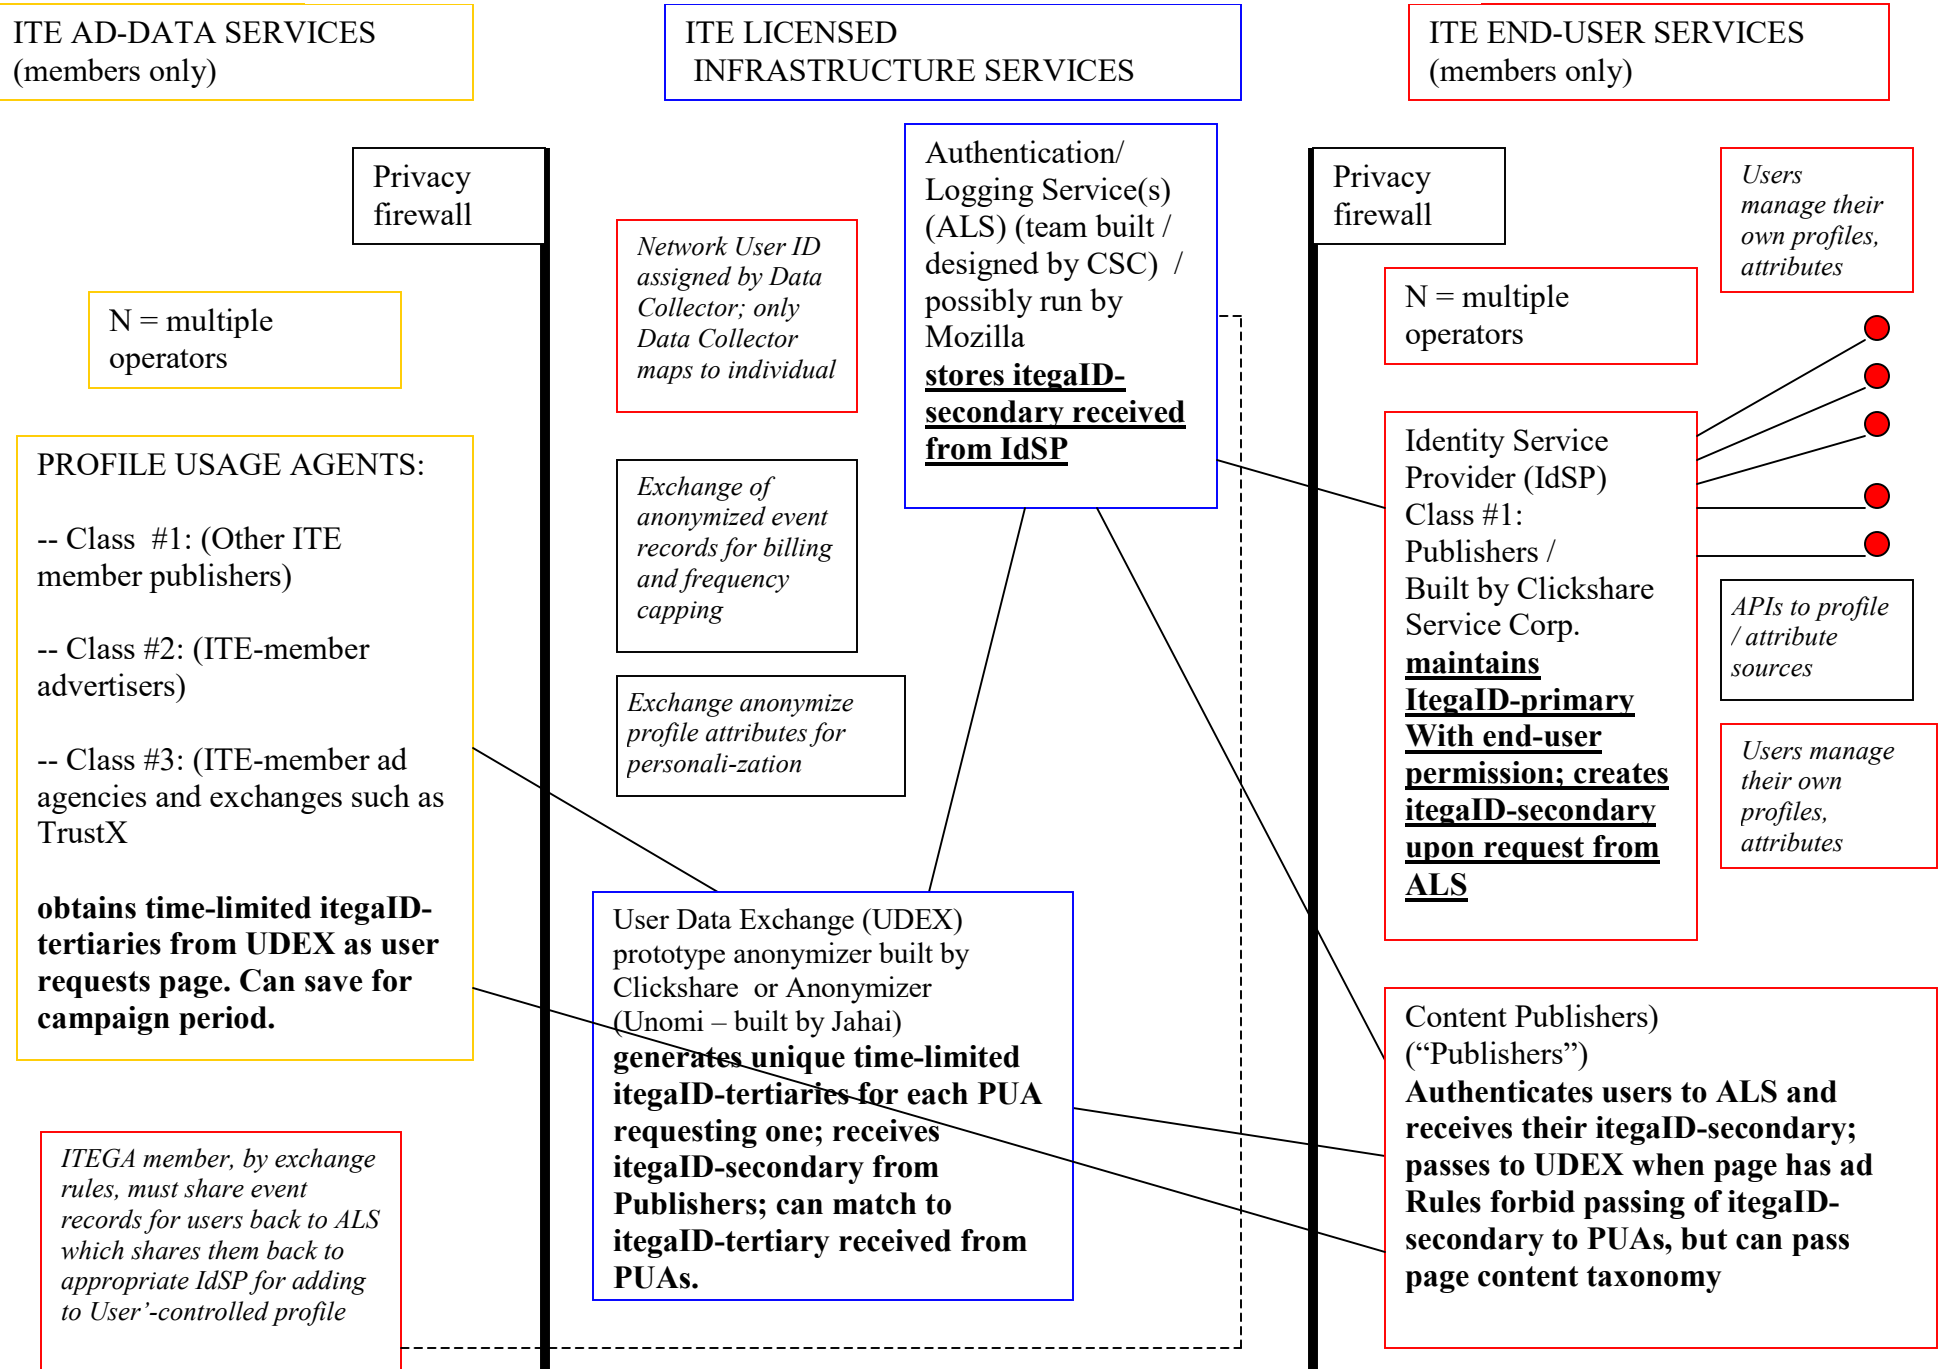 ITE AD-DATA SERVICES
(members only)
ITE LICENSED
INFRASTRUCTURE SERVICES
ITE END-USER SERVICES
(members only)
Privacy
firewall
N = multiple
operators
PROFILE USAGE AGENTS:
-- Class  #1: (Other ITE
member publishers)
-- Class #2: (ITE-member
advertisers)
-- Class #3: (ITE-member ad
agencies and exchanges such as
TrustX
obtains time-limited itegaID-
tertiaries from UDEX as user
requests page. Can save for
campaign period.
ITEGA member, by exchange
rules, must share event
records for users back to ALS
which shares them back to
appropriate IdSP for adding
to User'-controlled profile
Network User ID
assigned by Data
Collector; only
Data Collector
maps to individual
Exchange of
anonymized event
records for billing
and frequency
capping
Exchange anonymize
profile attributes for
personali-zation
Authentication/
Logging Service(s)
(ALS) (team built /
designed by CSC)  /
possibly run by
Mozilla
stores itegaID-
secondary received
from IdSP
User Data Exchange (UDEX)
prototype anonymizer built by
Clickshare  or Anonymizer
(Unomi – built by Jahai)
generates unique time-limited
itegaID-tertiaries for each PUA
requesting one; receives
itegaID-secondary from
Publishers; can match to
itegaID-tertiary received from
PUAs.
Privacy
firewall
N = multiple
operators
Users
manage their
own profiles,
attributes
Identity Service
Provider (IdSP)
Class #1:
Publishers /
Built by Clickshare
Service Corp.
maintains
ItegaID-primary
With end-user
permission; creates
itegaID-secondary
upon request from
ALS
APIs to profile
/ attribute
sources
Users manage
their own
profiles,
attributes
Content Publishers)
(“Publishers”)
Authenticates users to ALS and
receives their itegaID-secondary;
passes to UDEX when page has ad
Rules forbid passing of itegaID-
secondary to PUAs, but can pass
page content taxonomy